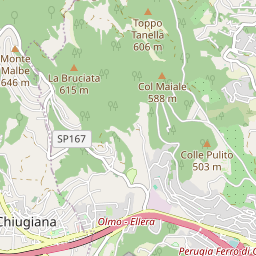 Toppo
Tanella
606 m
Monte
Malbe
646 m
La Bruciata
615 m
Col Maiale
588 m
SP167
Colle Pulito
503 m
Chiugiana
Olmo - Ellera
Perugia Ferro di C